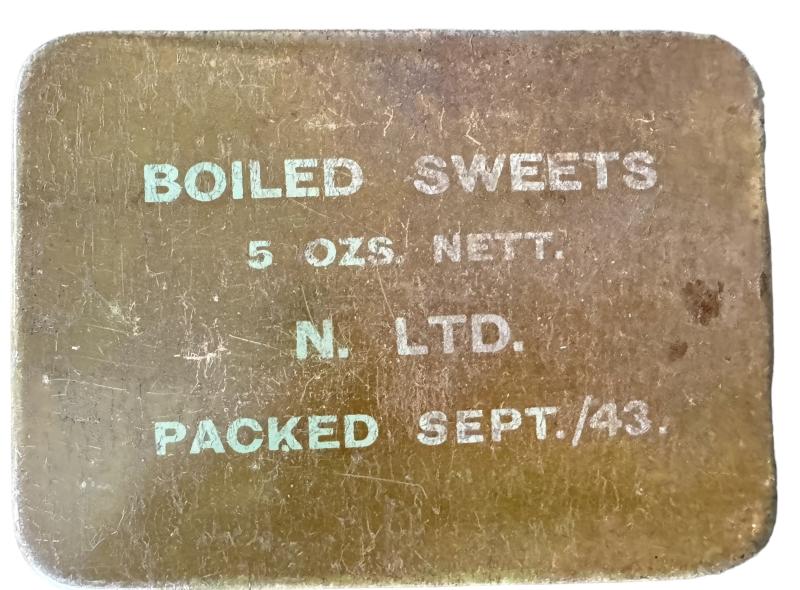 BOILED SWEETS
5 OZS. NETT.
N. LTD.
PACKED SEPT./43.